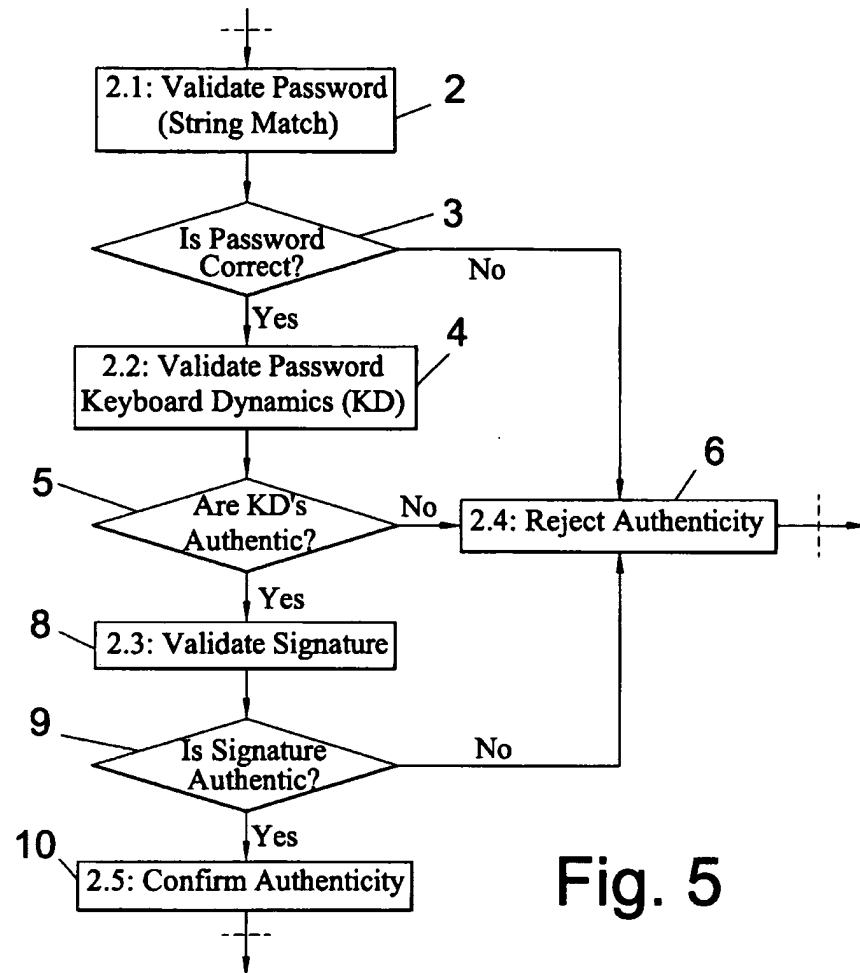 2.1: Validate Password
(String Match)
2
3
Is Password
Correct?
No
Yes
2.2: Validate Password
Keyboard Dynamics (KD)
4
5
Are KD's
Authentic?
No
6
2.4: Reject Authenticity
Yes
8
2.3: Validate Signature
9
Is Signature
Authentic?
No
Yes
10
2.5: Confirm Authenticity
Fig. 5